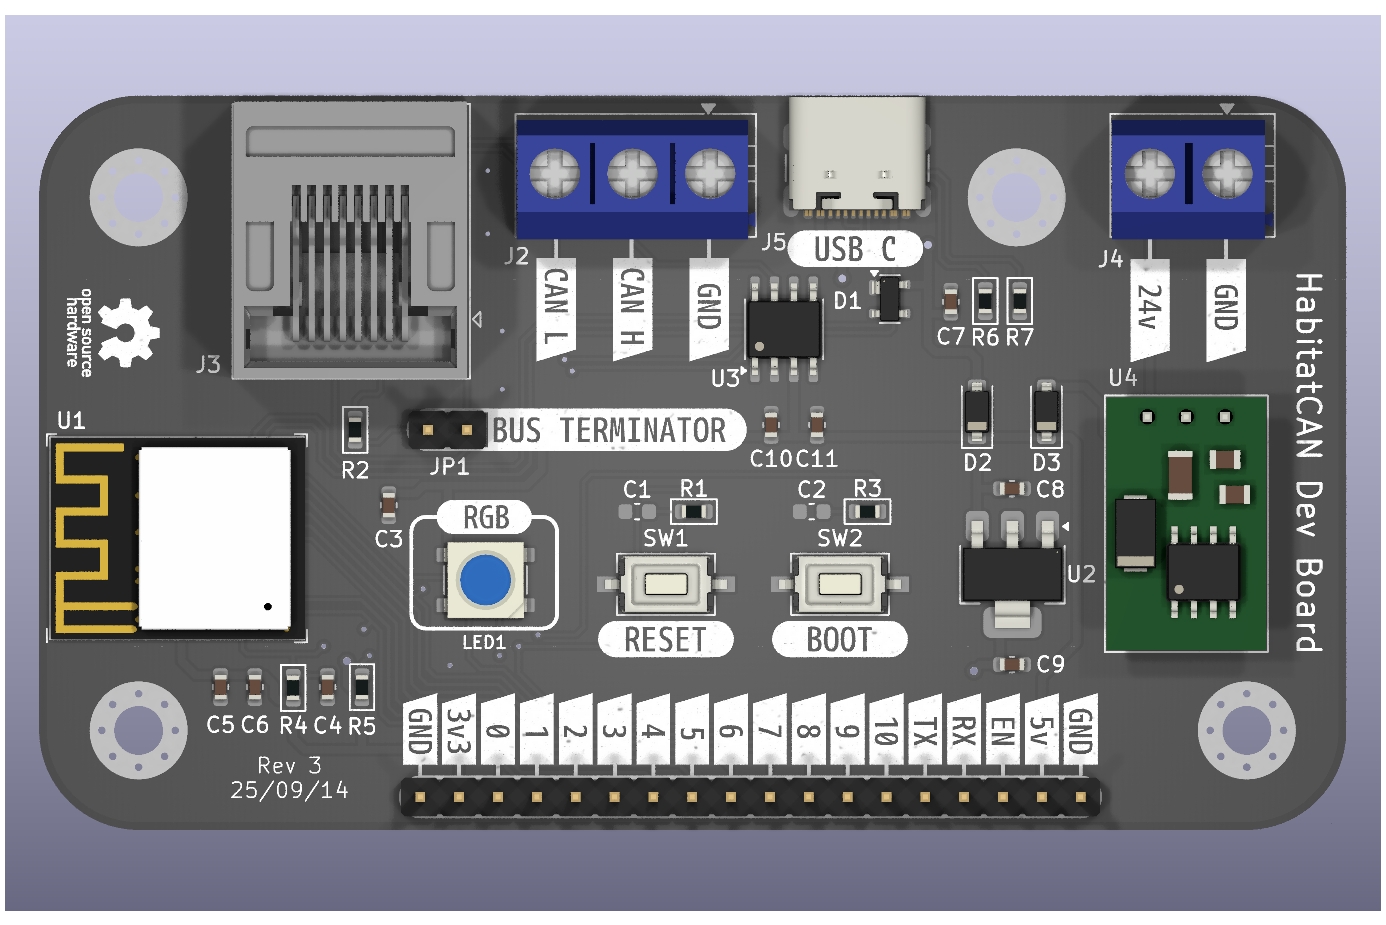 J2
J5
J4
USB C
CAN L
CAN H
GND
24v
GND
HabitatCAN Dev Board
open source
hardware
J3
D1
C7
R6
R7
U3
U4
U1
R2
JP1
BUS TERMINATOR
C10
C11
D2
D3
C8
C3
RGB
C1
R1
C2
R3
SW1
SW2
U2
LED1
RESET
BOOT
C9
C5
C6
R4
C4
R5
GND
3v3
0
1
2
3
4
5
6
7
8
9
10
TX
RX
EN
5v
GND
Rev 3
25/09/14